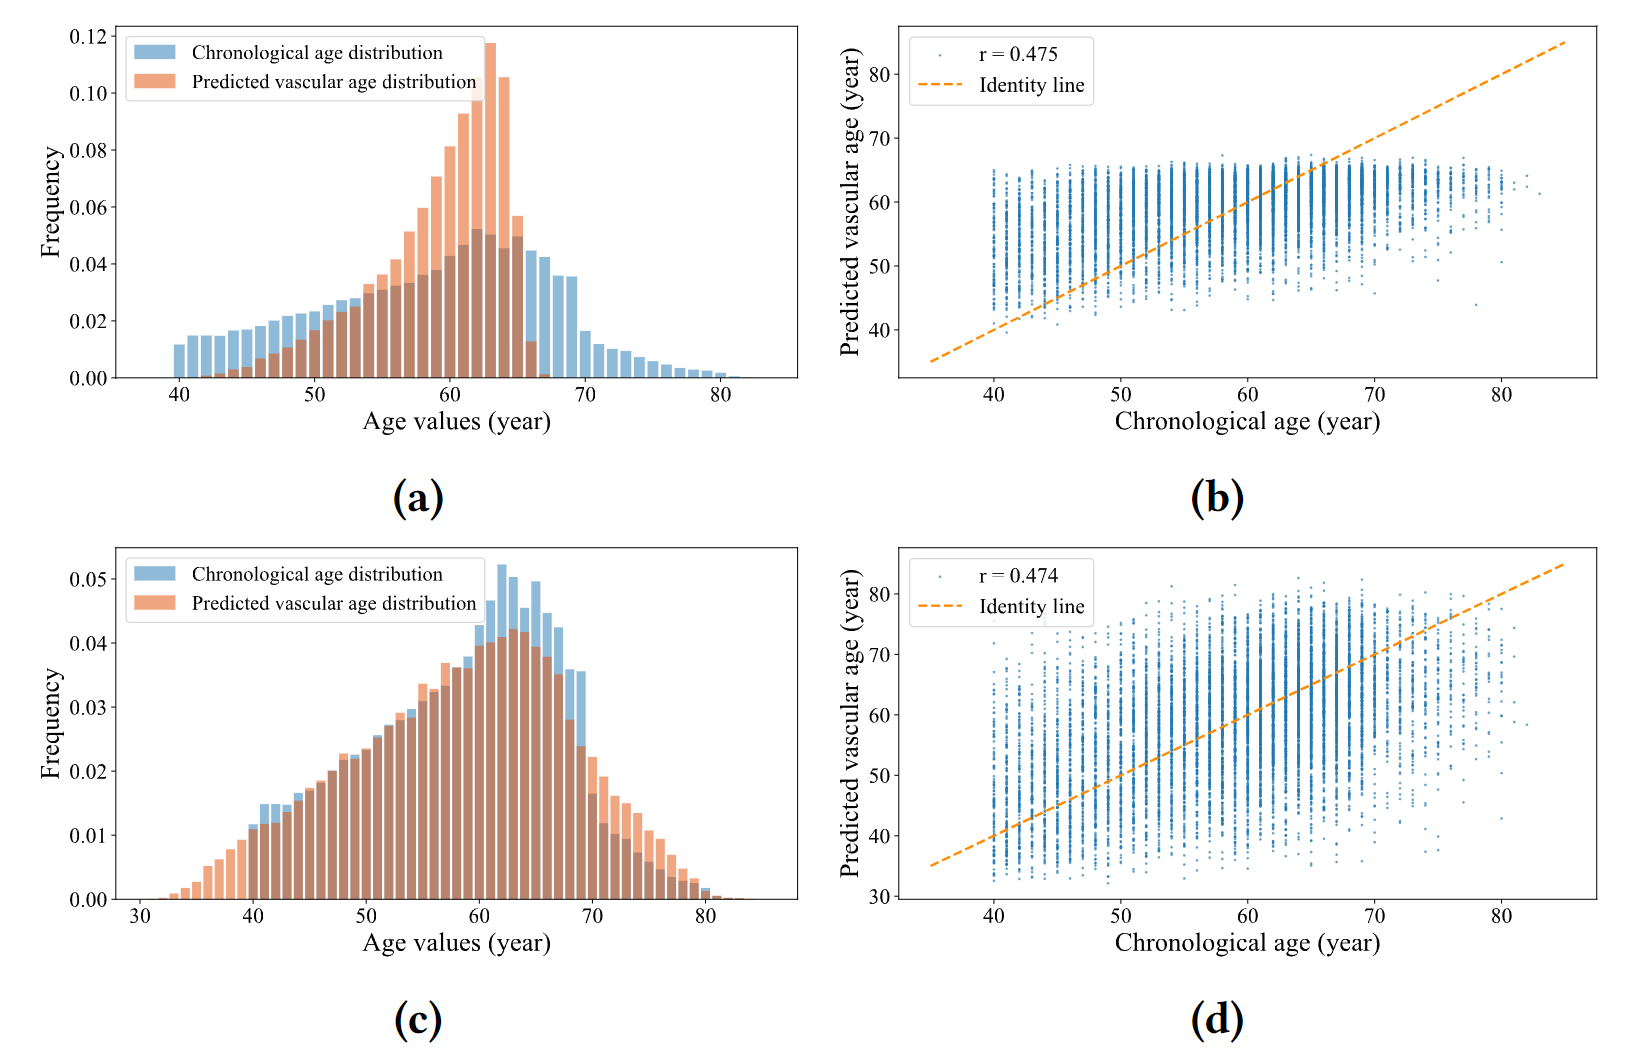 0.12
0.10
0.08
0.06
0.04
0.02
0.00
Frequency
Chronological age distribution
Predicted vascular age distribution
40 50 60 70 80
Age values (year)
(a)
80
70
60
50
40
Predicted vascular age (year)
r = 0.475
Identity line
40 50 60 70 80
Chronological age (year)
(b)
0.05
0.04
0.03
0.02
0.01
0.00
Frequency
Chronological age distribution
Predicted vascular age distribution
30 40 50 60 70 80
Age values (year)
(c)
80
70
60
50
40
30
Predicted vascular age (year)
r = 0.474
Identity line
40 50 60 70 80
Chronological age (year)
(d)